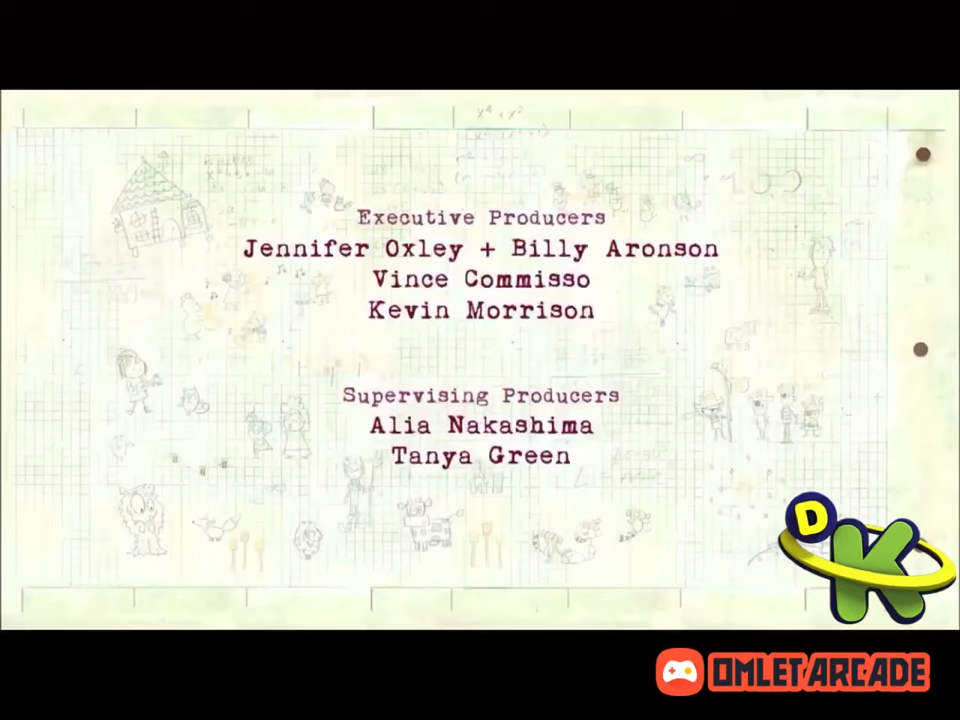 Executive Producers
Jennifer Oxley + Billy Aronson
Vince Commisso
Kevin Morrison
Supervising Producers
Alia Nakashima
Tanya Green
DK
OMLET ARCADE